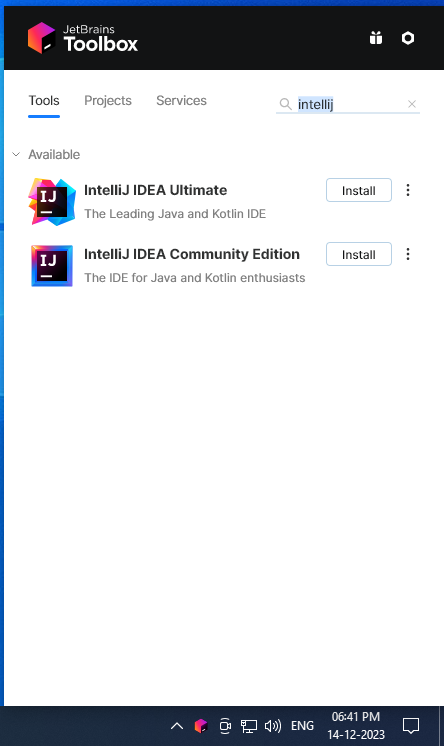 JetBrains
Toolbox
Tools Projects Services intellij
Available
IJ IntelliJ IDEA Ultimate Install
The Leading Java and Kotlin IDE
IJ IntelliJ IDEA Community Edition Install
The IDE for Java and Kotlin enthusiasts
06:41 PM
ENG
14-12-2023